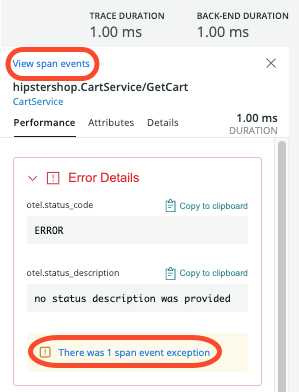 TRACE DURATION BACK-END DURATION
1.00 ms 1.00 ms
View span events
hipstershop.CartService/GetCart
CartService
Performance Attributes Details 1.00 ms
DURATION
Error Details
otel.status_code Copy to clipboard
ERROR
otel.status_description Copy to clipboard
no status description was provided
There was 1 span event exception